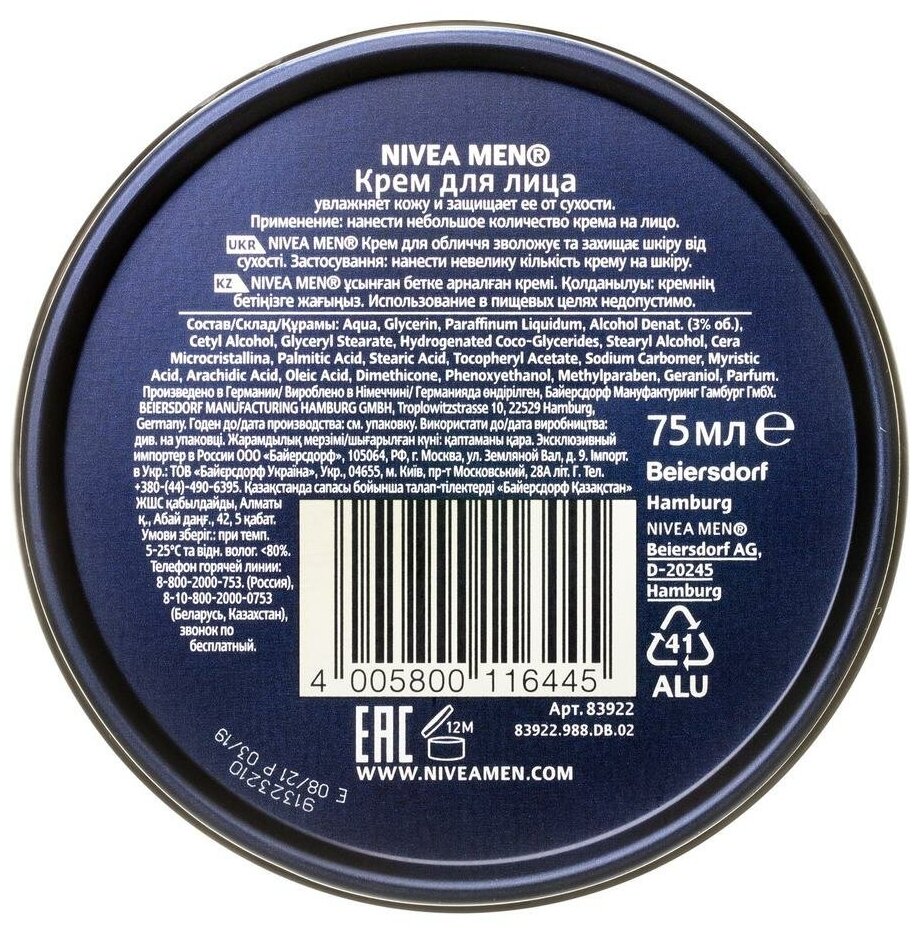 NIVEA MEN®
Крем для лица
увлажняет кожу и защищает ее от сухости.
Применение: нанести небольшое количество крема на лицо.
UKR NIVEA MEN® Крем для обличчя зволожує та захищає шкіру від
сухості. Застосування: нанести невелику кількість крему на шкіру.
KZ NIVEA MEN® ұсынған бетке арналған кремі. Қолданылуы: кремнің
бетіңізге жағыңыз. Использование в пищевых целях недопустимо.
Состав/Склад/Құрамы: Aqua, Glycerin, Paraffinum Liquidum, Alcohol Denat. (3% об.),
Cetyl Alcohol, Glyceryl Stearate, Hydrogenated Coco-Glycerides, Stearyl Alcohol, Cera
Microcristallina, Palmitic Acid, Stearic Acid, Tocopheryl Acetate, Sodium Carbomer, Myristic
Acid, Arachidic Acid, Oleic Acid, Dimethicone, Phenoxyethanol, Methylparaben, Geraniol, Parfum.
Произведено в Германии/ Вироблено в Німеччині/ Германияда өндірілген, Байерсдорф Мануфактуринг Гамбург ГмбХ.
BEIERSDORF MANUFACTURING HAMBURG GMBH, Troplowitzstrasse 10, 22529 Hamburg,
Germany. Годен до/дата производства: см. упаковку. Використати до/дата виробництва:
див. на упаковці. Жарамдылық мерзімі/шығарылған күні: қаптаманы қара. Эксклюзивный
импортер в России ООО «Байерсдорф», 105064, РФ, г. Москва, ул. Земляной Вал, д. 9. Імпорт.
в Укр.: ТОВ «Байєрсдорф Україна», Укр., 04655, м. Київ, пр-т Московський, 28А літ. Г. Тел.
+380-(44)-490-6395. Қазақстанда сапасы бойынша талап-тілектерді «Байерсдорф Қазақстан»
ЖШС қабылдайды, Алматы
қ., Абай даңғ., 42, 5 қабат.
Умови зберіг.: при темп.
5-25°C та відн. волог. <80%.
Телефон горячей линии:
8-800-2000-753. (Россия),
8-10-800-2000-0753
(Беларусь, Казахстан),
звонок по
бесплатный.
75мл ℮
Beiersdorf
Hamburg
NIVEA MEN®
Beiersdorf AG,
D-20245
Hamburg
41
ALU
4 005800 116445
Арт. 83922
83922.988.DB.02
EAC
12M
WWW.NIVEAMEN.COM
91323210
E 08/21 P 03/19